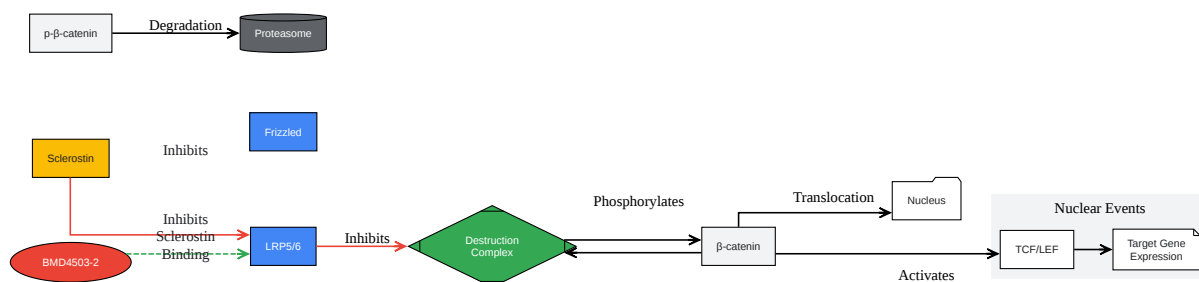 p-β-catenin
Degradation
Proteasome
Frizzled
Sclerostin
Inhibits
Phosphorylates
Translocation
Nucleus
Nuclear Events
Inhibits
Sclerostin
Binding
BMD4503-2
LRP5/6
Inhibits
Destruction
Complex
β-catenin
Activates
TCF/LEF
Target Gene
Expression